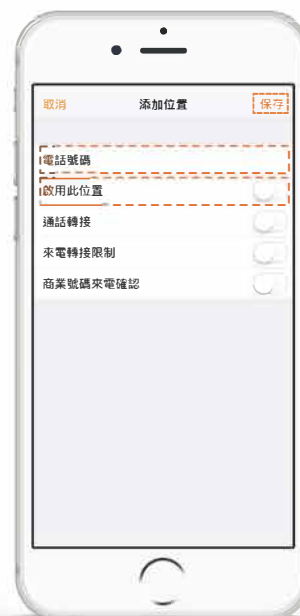 取消 添加位置 保存
電話號碼
啟用此位置
通話轉接
來電轉接限制
商業號碼來電確認